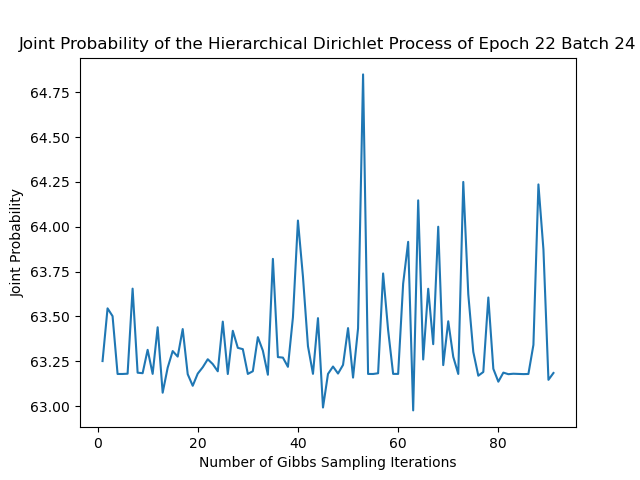 Joint Probability of the Hierarchical Dirichlet Process of Epoch 22 Batch 24
64.75
64.50
64.25
64.00
63.75
63.50
63.25
63.00
Joint Probability
0 20 40 60 80
Number of Gibbs Sampling Iterations